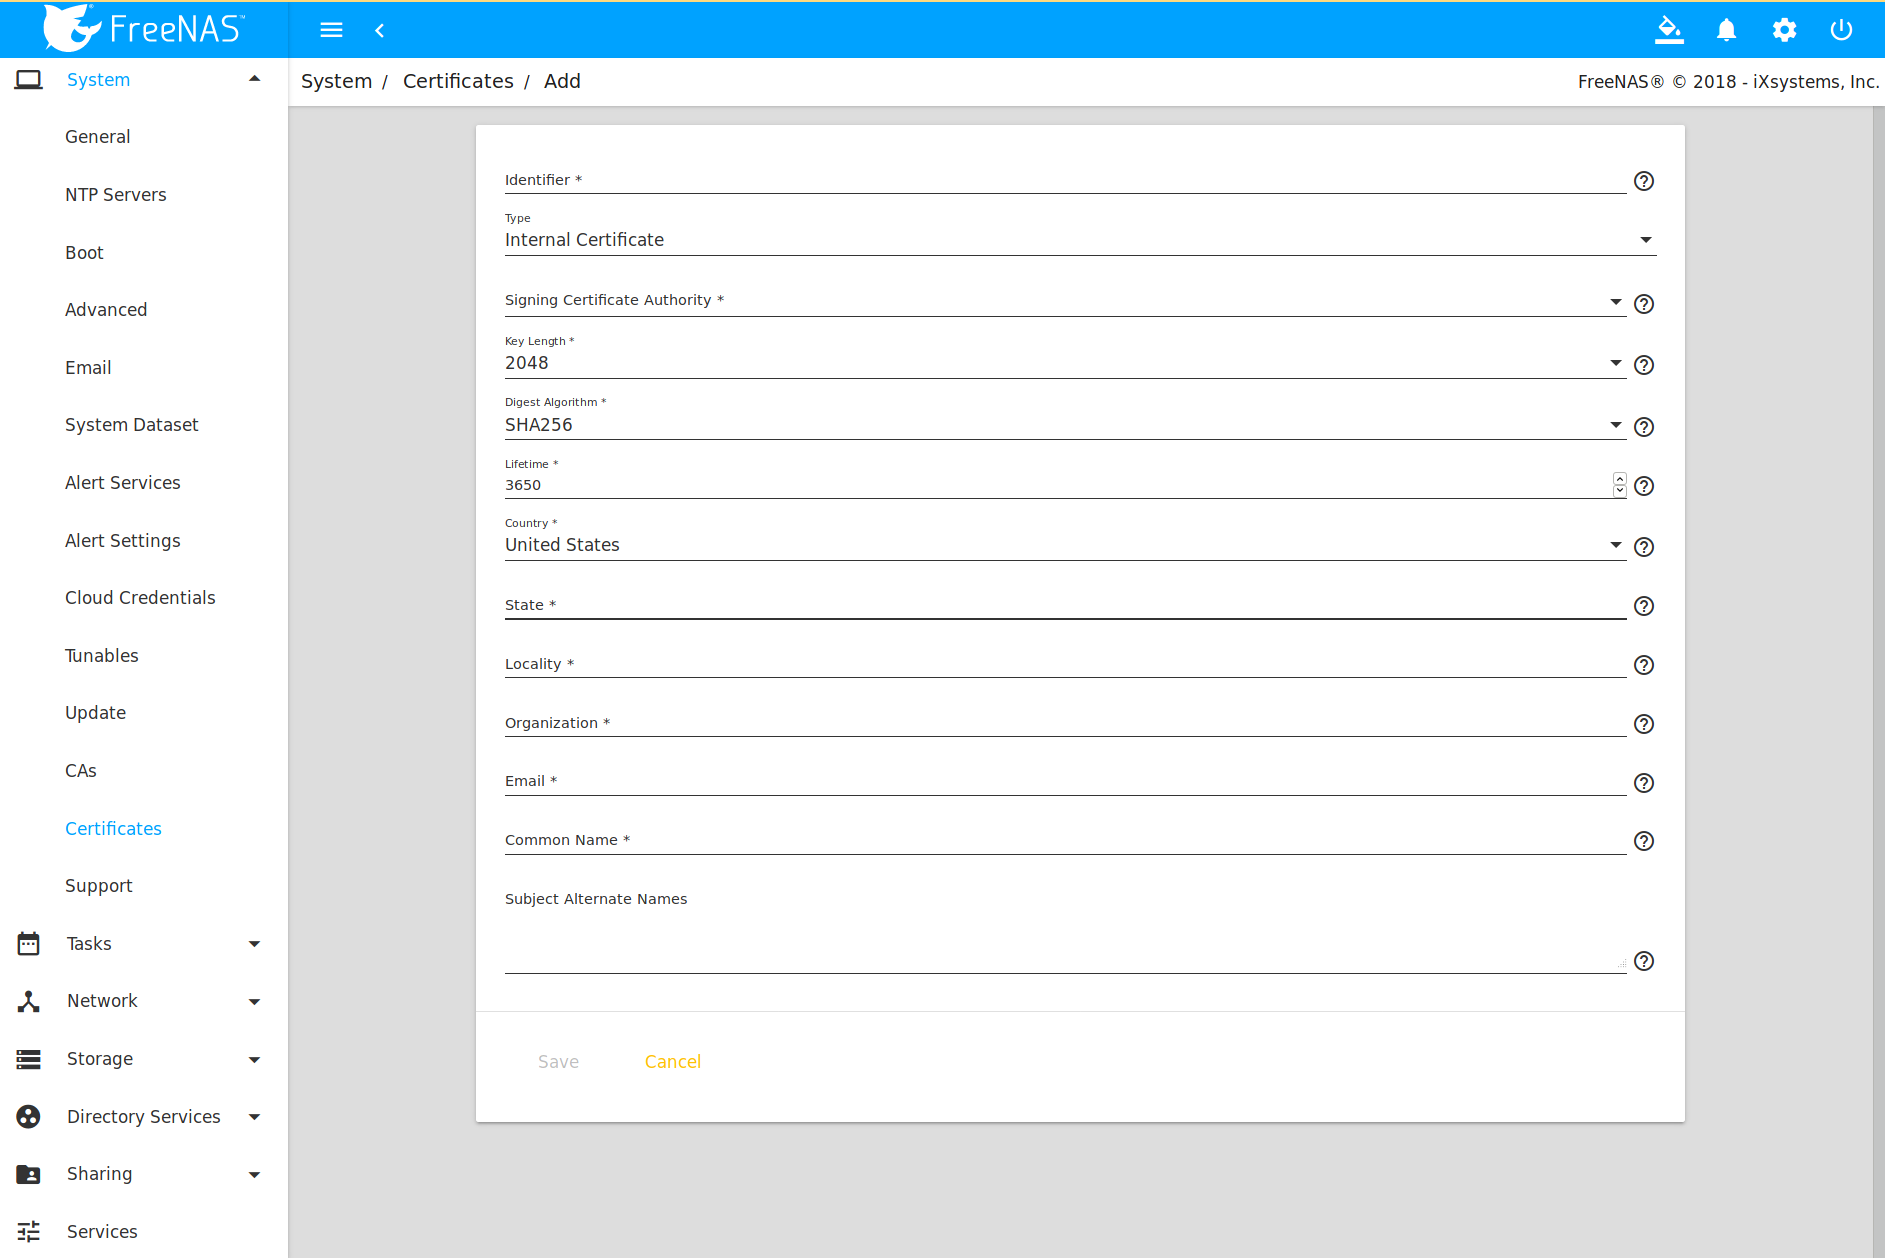 FreeNAS™
System
General
NTP Servers
Boot
Advanced
Email
System Dataset
Alert Services
Alert Settings
Cloud Credentials
Tunables
Update
CAs
Certificates
Support
Tasks
Network
Storage
Directory Services
Sharing
Services
System / Certificates / Add
FreeNAS® © 2018 - iXsystems, Inc.
Identifier *
Type
Internal Certificate
Signing Certificate Authority *
Key Length *
2048
Digest Algorithm *
SHA256
Lifetime *
3650
Country *
United States
State *
Locality *
Organization *
Email *
Common Name *
Subject Alternate Names
Save Cancel